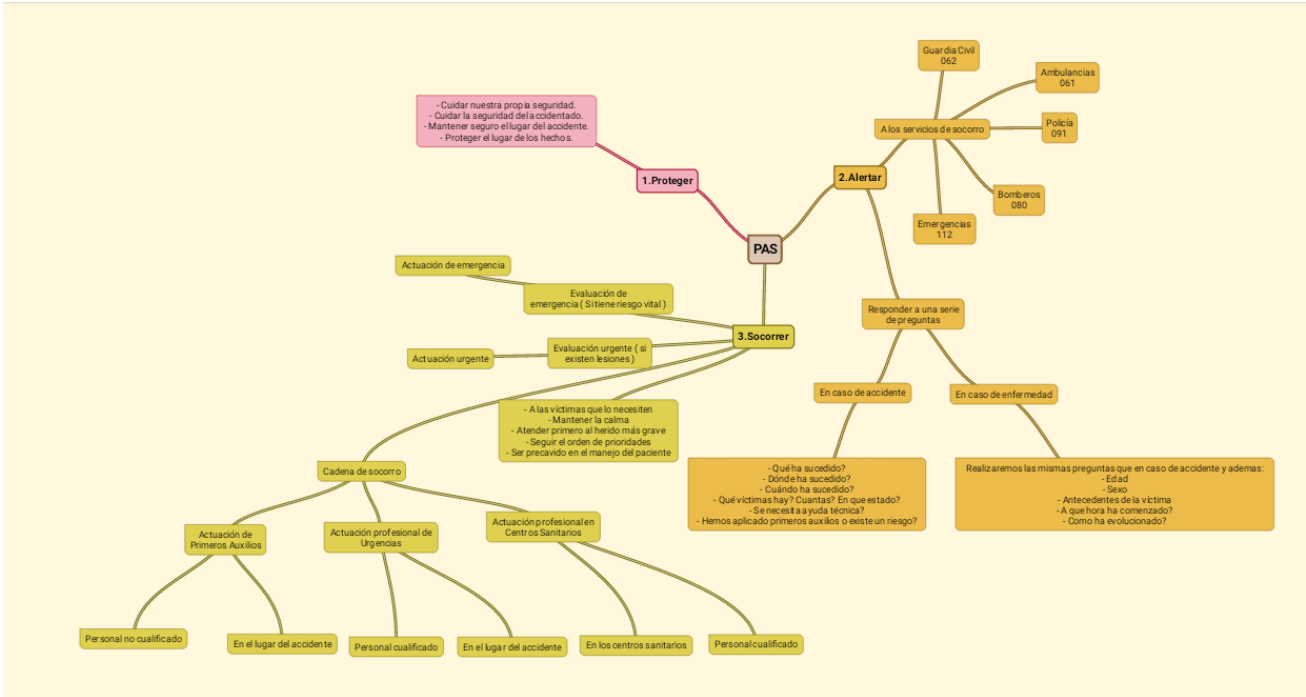 Guardia Civil
062
Ambulancias
061
A los servicios de socorro
Policía
091
Bomberos
080
Emergencias
112
- Cuidar nuestra propia seguridad.
- Cuidar la seguridad del accidentado.
- Mantener seguro el lugar del accidente.
- Proteger el lugar de los hechos.
1.Proteger
2.Alertar
PAS
Actuación de emergencia
Evaluación de
emergencia ( Si tiene riesgo vital )
3.Socorrer
Evaluación urgente ( si
existen lesiones )
Actuación urgente
Responder a una serie
de preguntas
En caso de accidente
En caso de enfermedad
- A las víctimas que lo necesiten
- Mantener la calma
- Atender primero al herido más grave
- Seguir el orden de prioridades
- Ser precavido en el manejo del paciente
- Qué ha sucedido?
- Dónde ha sucedido?
- Cuándo ha sucedido?
- Qué víctimas hay? Cuantas? En que estado?
- Se necesita ayuda técnica?
- Hemos aplicado primeros auxilios o existe un riesgo?
Realizaremos las mismas preguntas que en caso de accidente y ademas:
- Edad
- Sexo
- Antecedentes de la víctima
- A que hora ha comenzado?
- Como ha evolucionado?
Cadena de socorro
Actuación de
Primeros Auxilios
Actuación profesional de
Urgencias
Actuación profesional en
Centros Sanitarios
Personal no cualificado
En el lugar del accidente
Personal cualificado
En el lugar del accidente
En los centros sanitarios
Personal cualificado